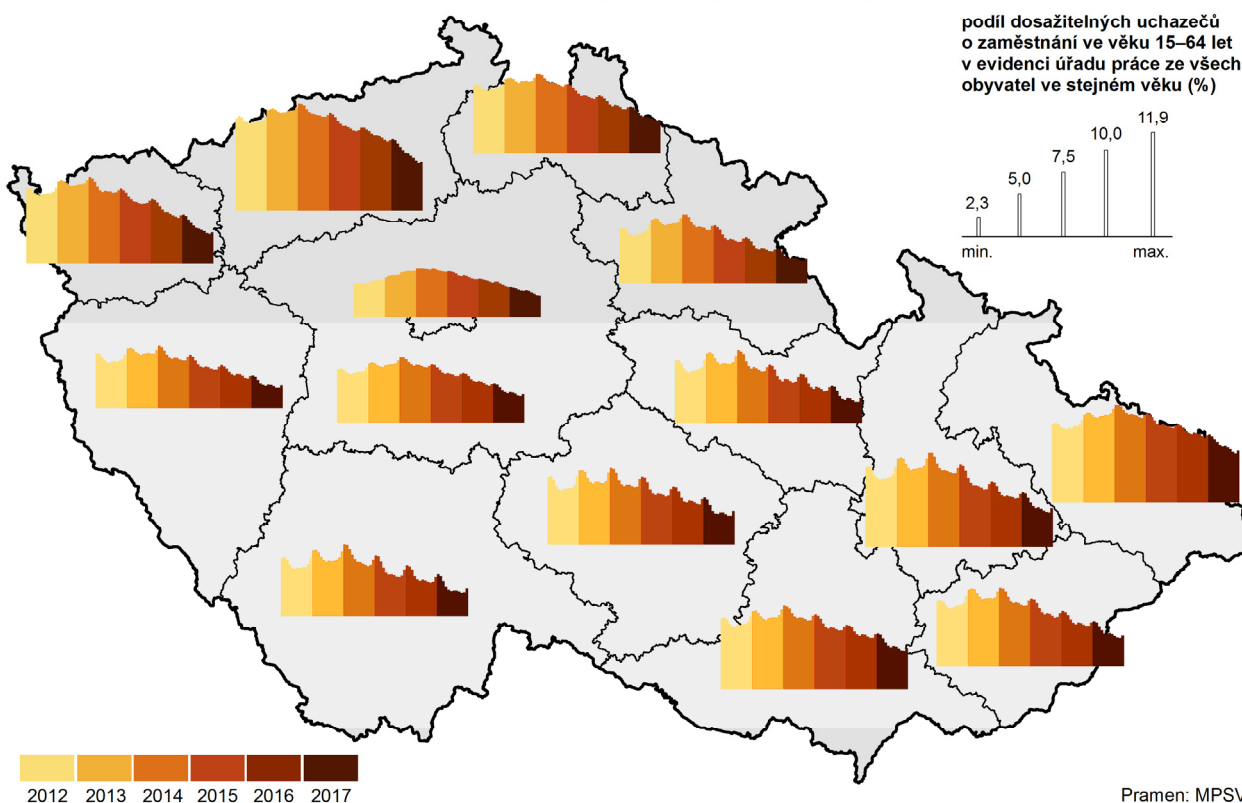 podíl dosažitelných uchazečů
o zaměstnání ve věku 15–64 let
v evidenci úřadu práce ze všech
obyvatel ve stejném věku (%)
11,9
10,0
7,5
5,0
2,3
min. max.
2012 2013 2014 2015 2016 2017
Pramen: MPSV